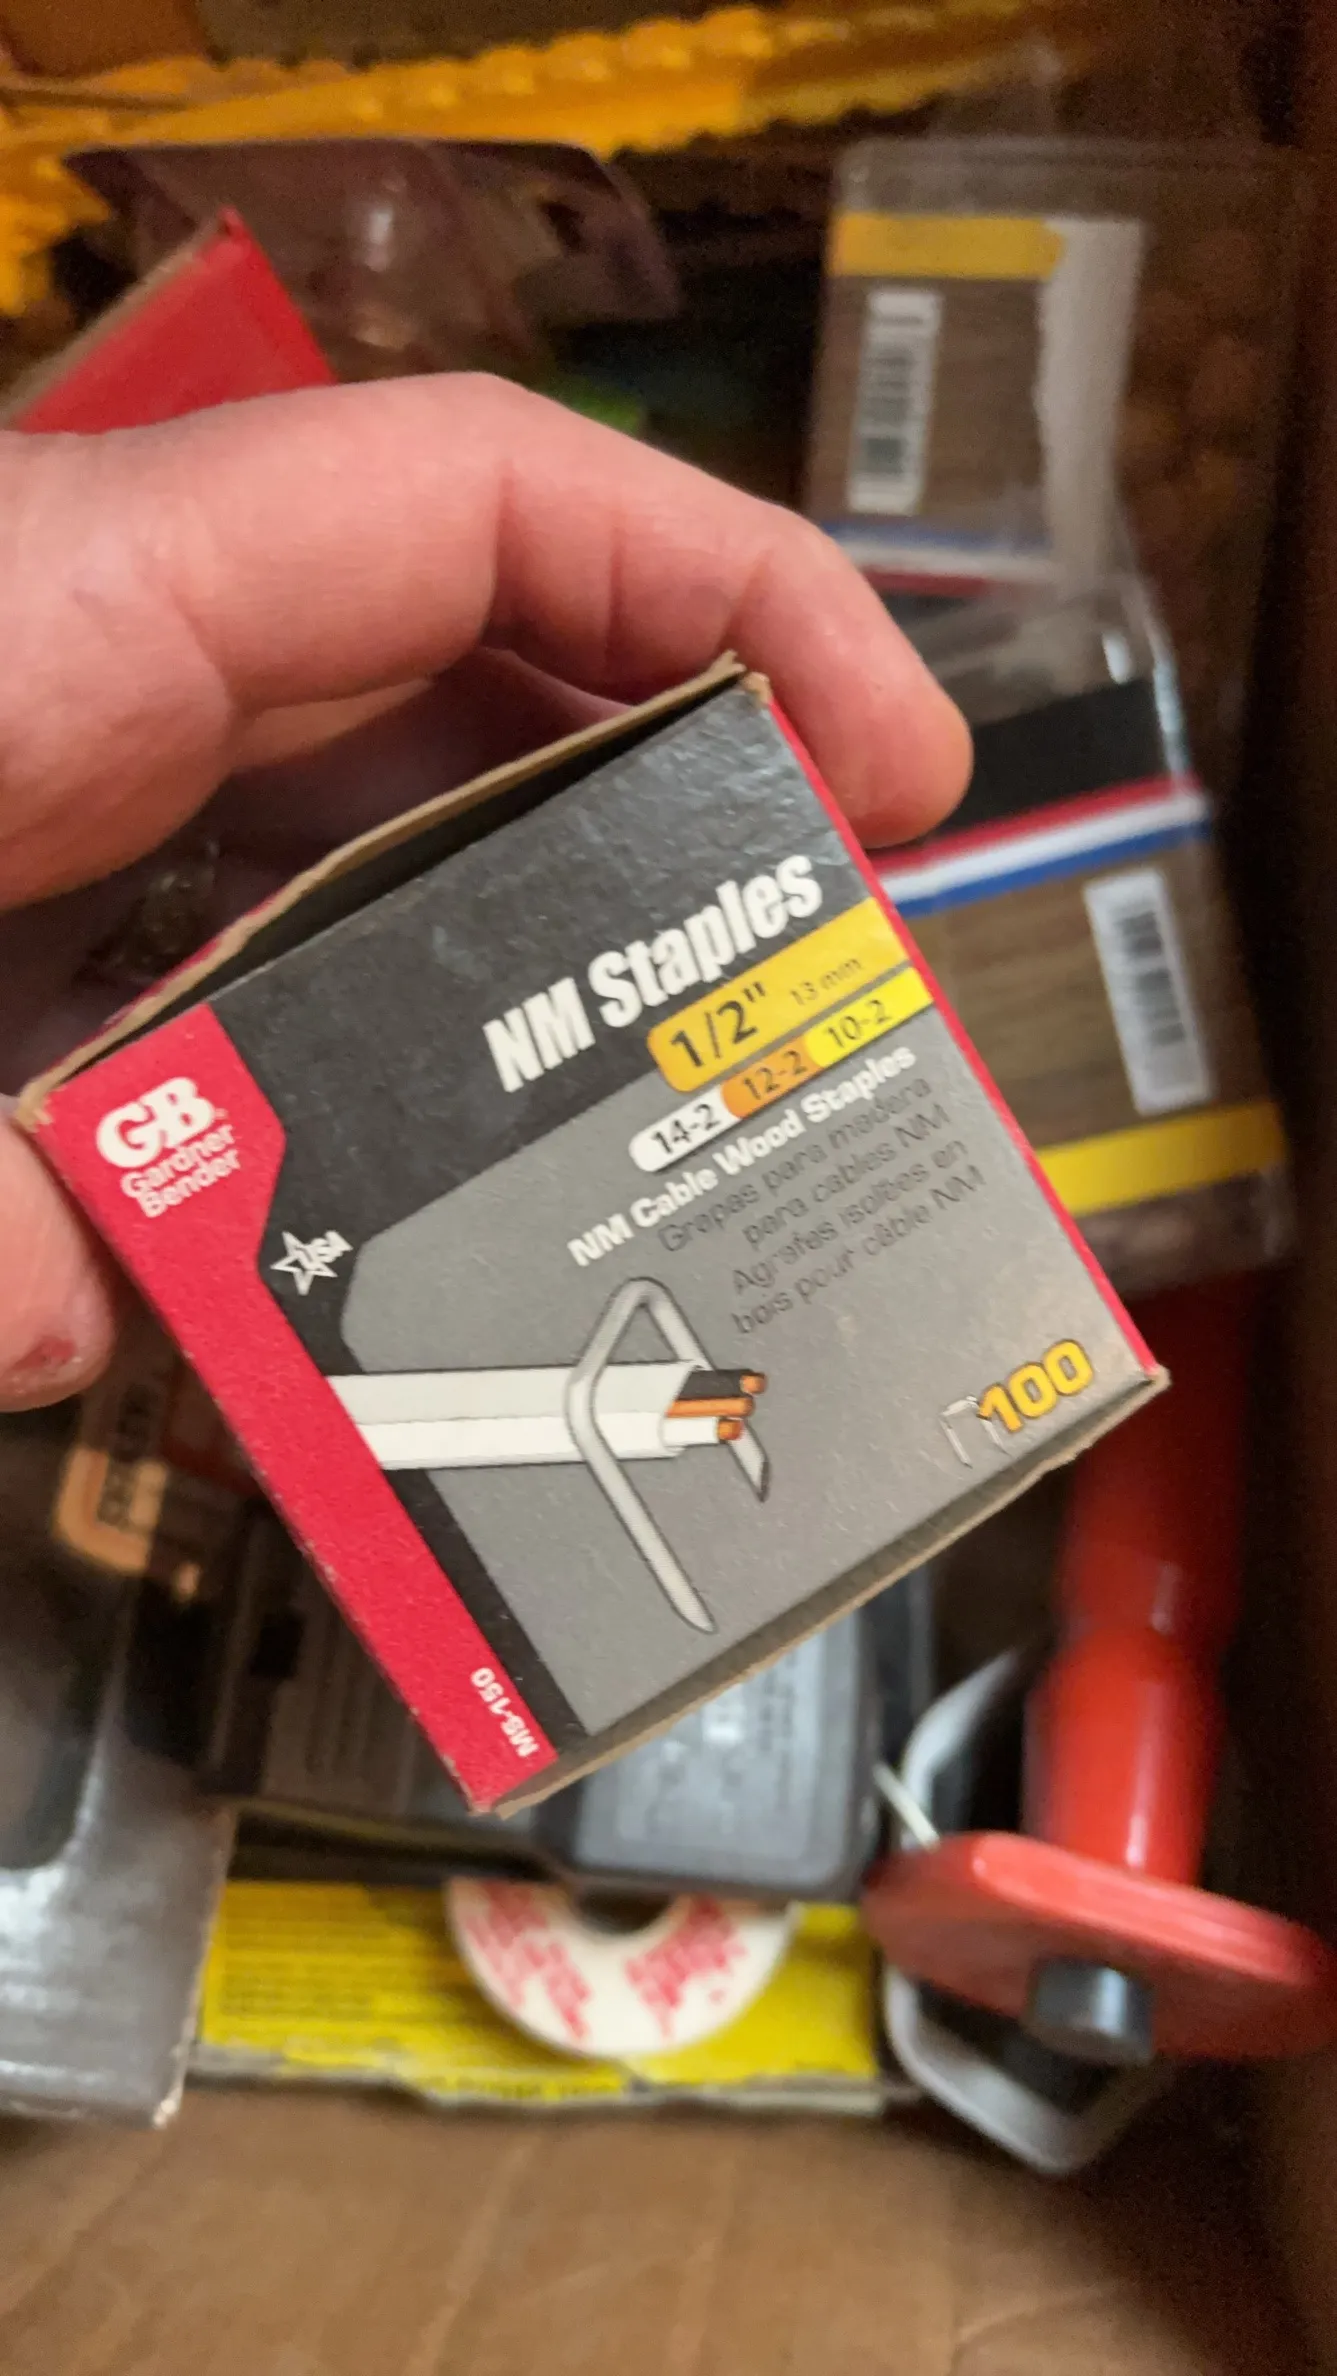 NM Staples
1/2" 13 mm
14-2 12-2 10-2
NM Cable Wood Staples
Grapas para madera
para cables NM
Agrafes isolées en
bois pour câble NM
GB
Gardner
Bender
USA
100
MS-150